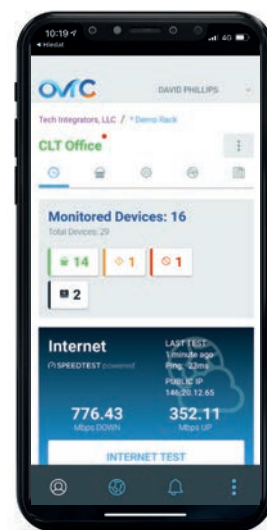 10:19
4G
◂ Hledat
OvrC
DAVID PHILLIPS
Tech Integrators, LLC / * Demo Rack
CLT Office
Monitored Devices: 16
Total Devices: 29
14
1
1
2
Internet
SPEEDTEST powered
LAST TEST
1 minute ago
Ping: 23ms
PUBLIC IP
146.20.12.65
776.43
352.11
Mbps DOWN
Mbps UP
INTERNET TEST